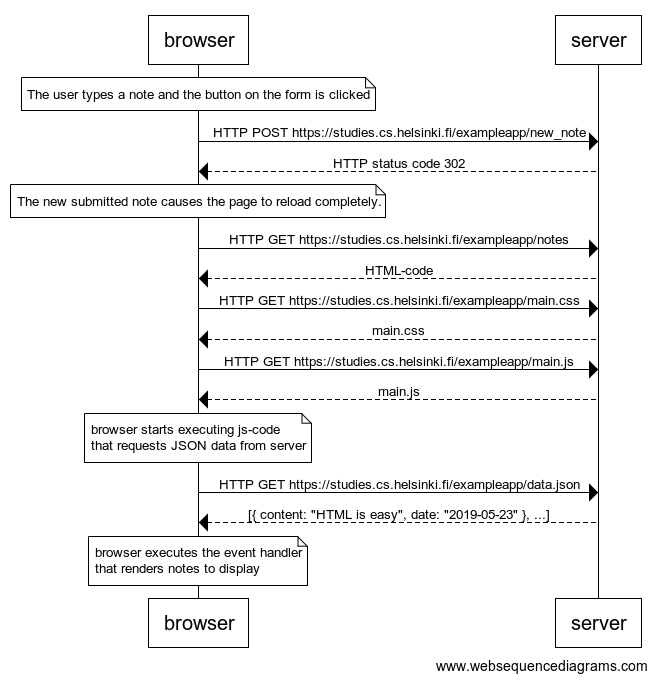 browser server
The user types a note and the button on the form is clicked
HTTP POST https://studies.cs.helsinki.fi/exampleapp/new_note
HTTP status code 302
The new submitted note causes the page to reload completely.
HTTP GET https://studies.cs.helsinki.fi/exampleapp/notes
HTML-code
HTTP GET https://studies.cs.helsinki.fi/exampleapp/main.css
main.css
HTTP GET https://studies.cs.helsinki.fi/exampleapp/main.js
main.js
browser starts executing js-code
that requests JSON data from server
HTTP GET https://studies.cs.helsinki.fi/exampleapp/data.json
[{ content: "HTML is easy", date: "2019-05-23" }, ...]
browser executes the event handler
that renders notes to display
browser server
www.websequencediagrams.com